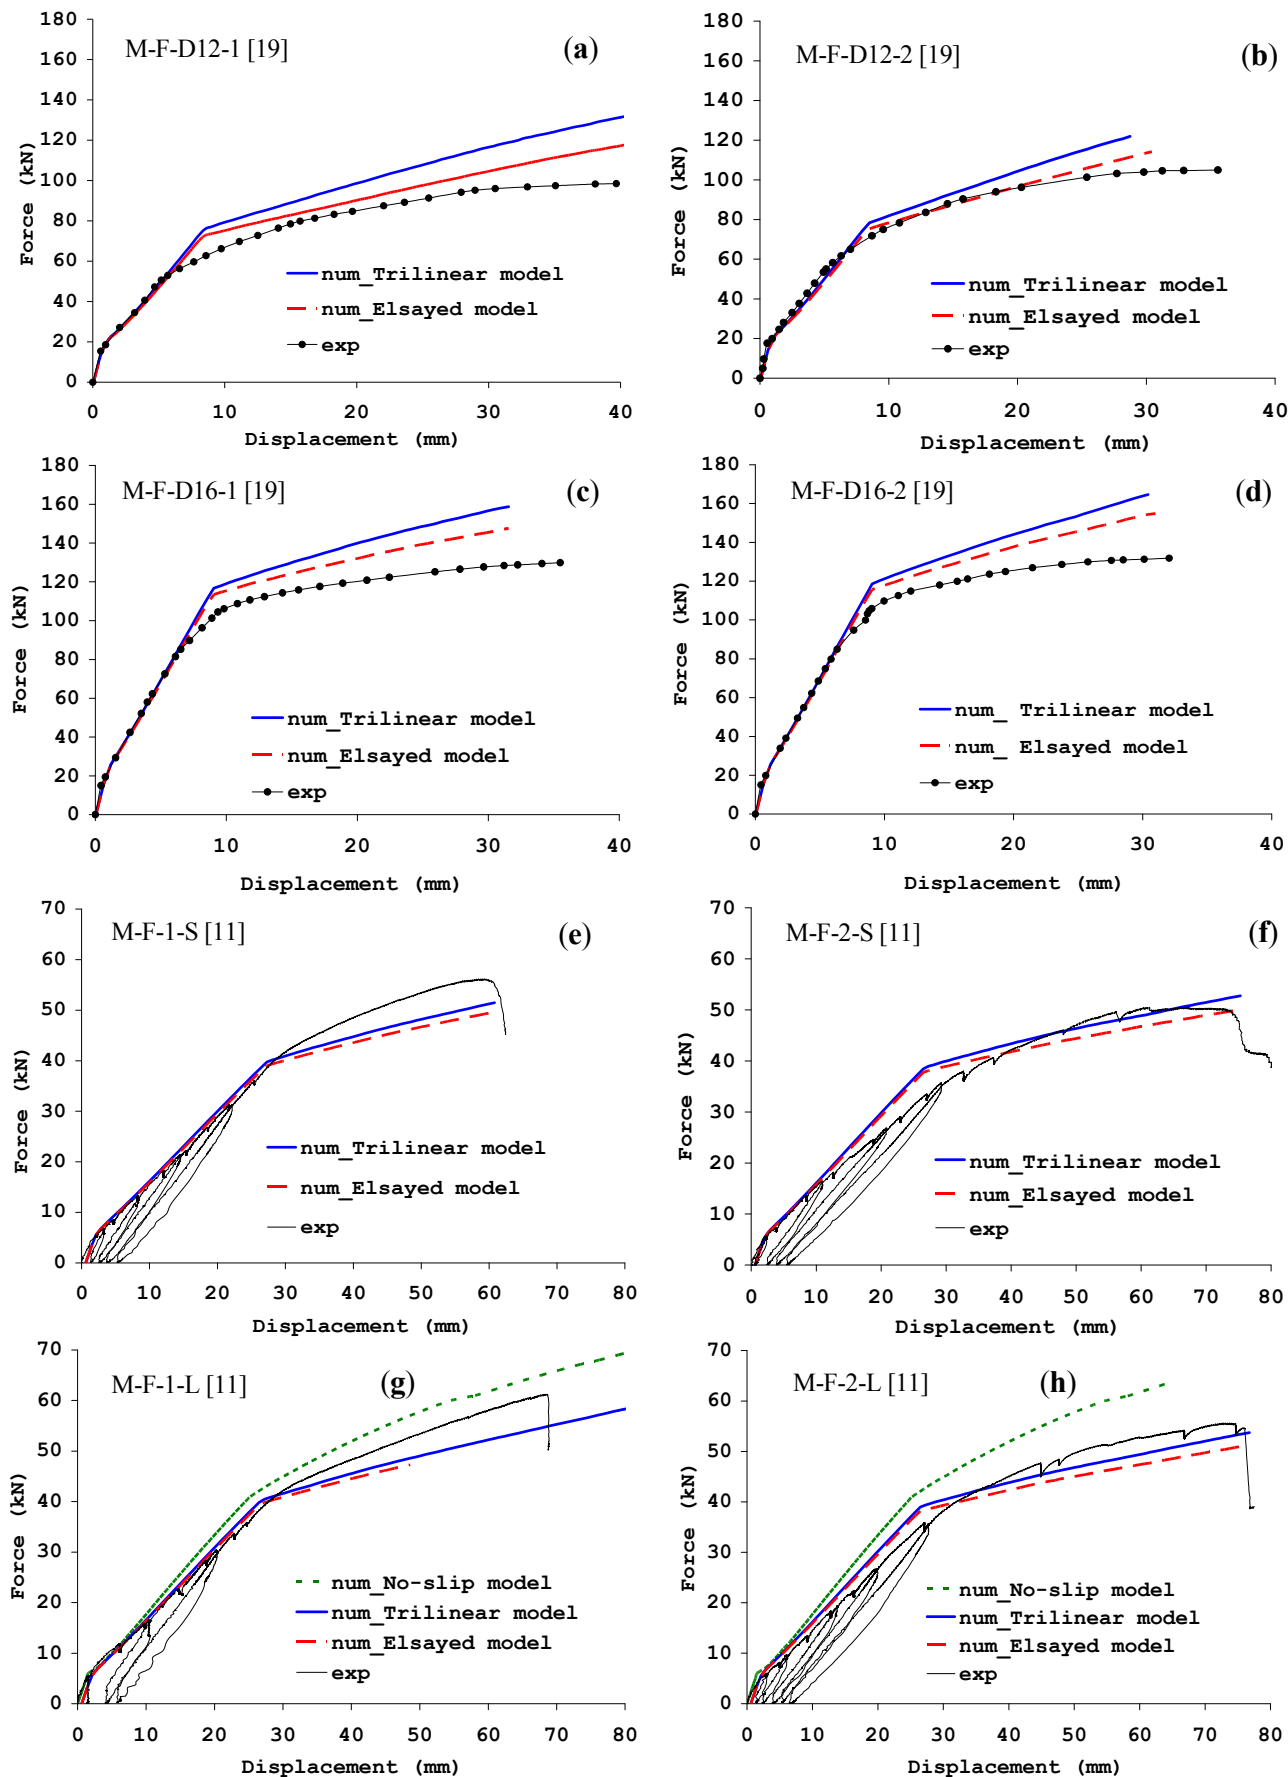 M-F-D12-1 [19]
(a)
Force (kN)
180
160
140
120
100
80
60
40
20
0
num_Trilinear model
num_Elsayed model
exp
0 10 20 30 40
Displacement (mm)
M-F-D12-2 [19]
(b)
Force (kN)
180
160
140
120
100
80
60
40
20
0
num_Trilinear model
num_Elsayed model
exp
0 10 20 30 40
Displacement (mm)
M-F-D16-1 [19]
(c)
Force (kN)
180
160
140
120
100
80
60
40
20
0
num_Trilinear model
num_Elsayed model
exp
0 10 20 30 40
Displacement (mm)
M-F-D16-2 [19]
(d)
Force (kN)
180
160
140
120
100
80
60
40
20
0
num_ Trilinear model
num_ Elsayed model
exp
0 10 20 30 40
Displacement (mm)
M-F-1-S [11]
(e)
Force (kN)
70
60
50
40
30
20
10
0
num_Trilinear model
num_Elsayed model
exp
0 10 20 30 40 50 60 70 80
Displacement (mm)
M-F-2-S [11]
(f)
Force (kN)
70
60
50
40
30
20
10
0
num_Trilinear model
num_Elsayed model
exp
0 10 20 30 40 50 60 70 80
Displacement (mm)
M-F-1-L [11]
(g)
Force (kN)
70
60
50
40
30
20
10
0
num_No-slip model
num_Trilinear model
num_Elsayed model
exp
0 10 20 30 40 50 60 70 80
Displacement (mm)
M-F-2-L [11]
(h)
Force (kN)
70
60
50
40
30
20
10
0
num_No-slip model
num_Trilinear model
num_Elsayed model
exp
0 10 20 30 40 50 60 70 80
Displacement (mm)